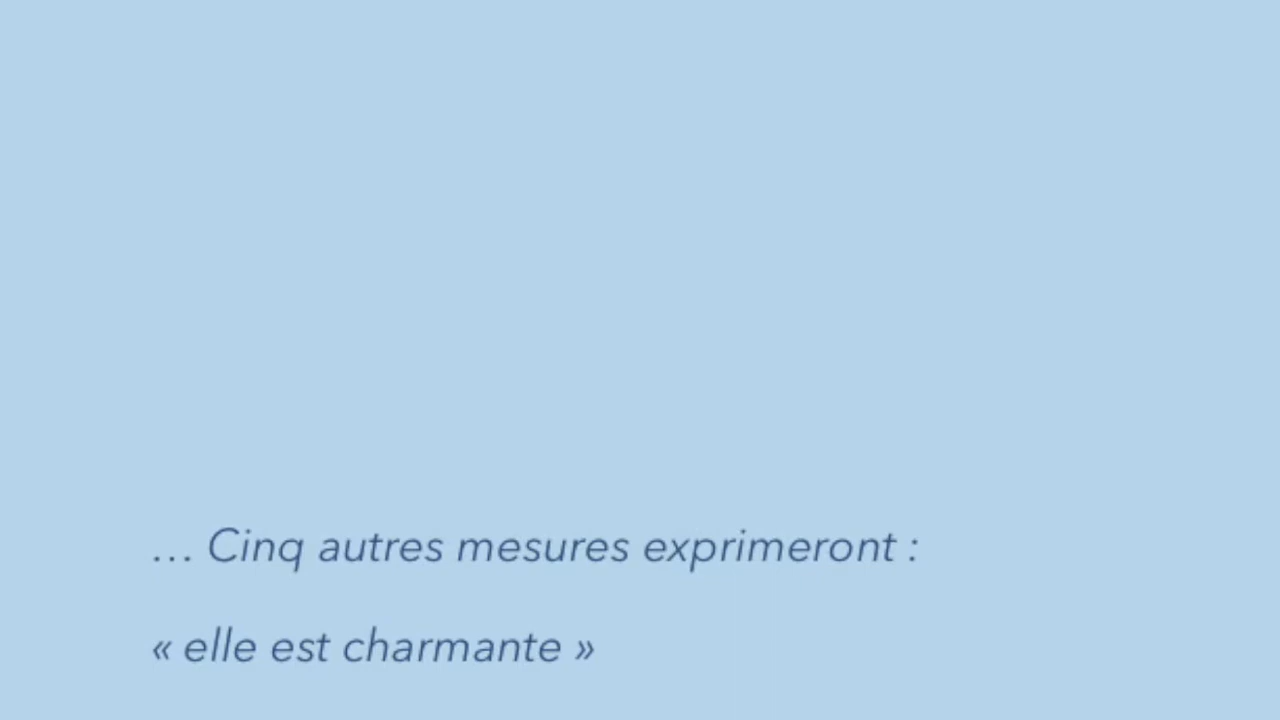 … Cinq autres mesures exprimeront :
« elle est charmante »